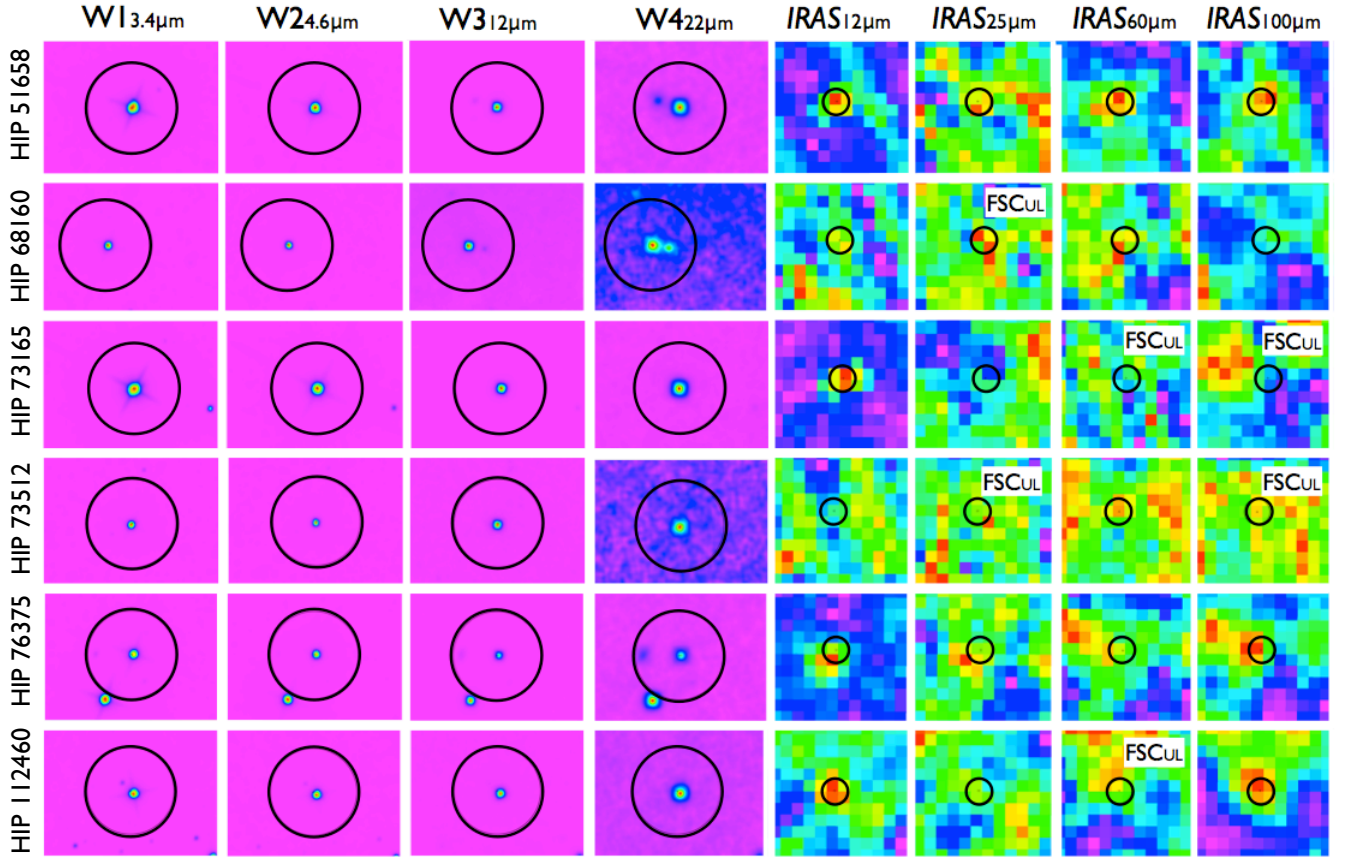 W1 3.4µm W2 4.6µm W3 12µm W4 22µm IRAS 12µm IRAS 25µm IRAS 60µm IRAS 100µm
HIP 51658
HIP 68160
FSCUL
HIP 73165
FSCUL FSCUL
HIP 73512
FSCUL FSCUL
HIP 76375
HIP 112460
FSCUL